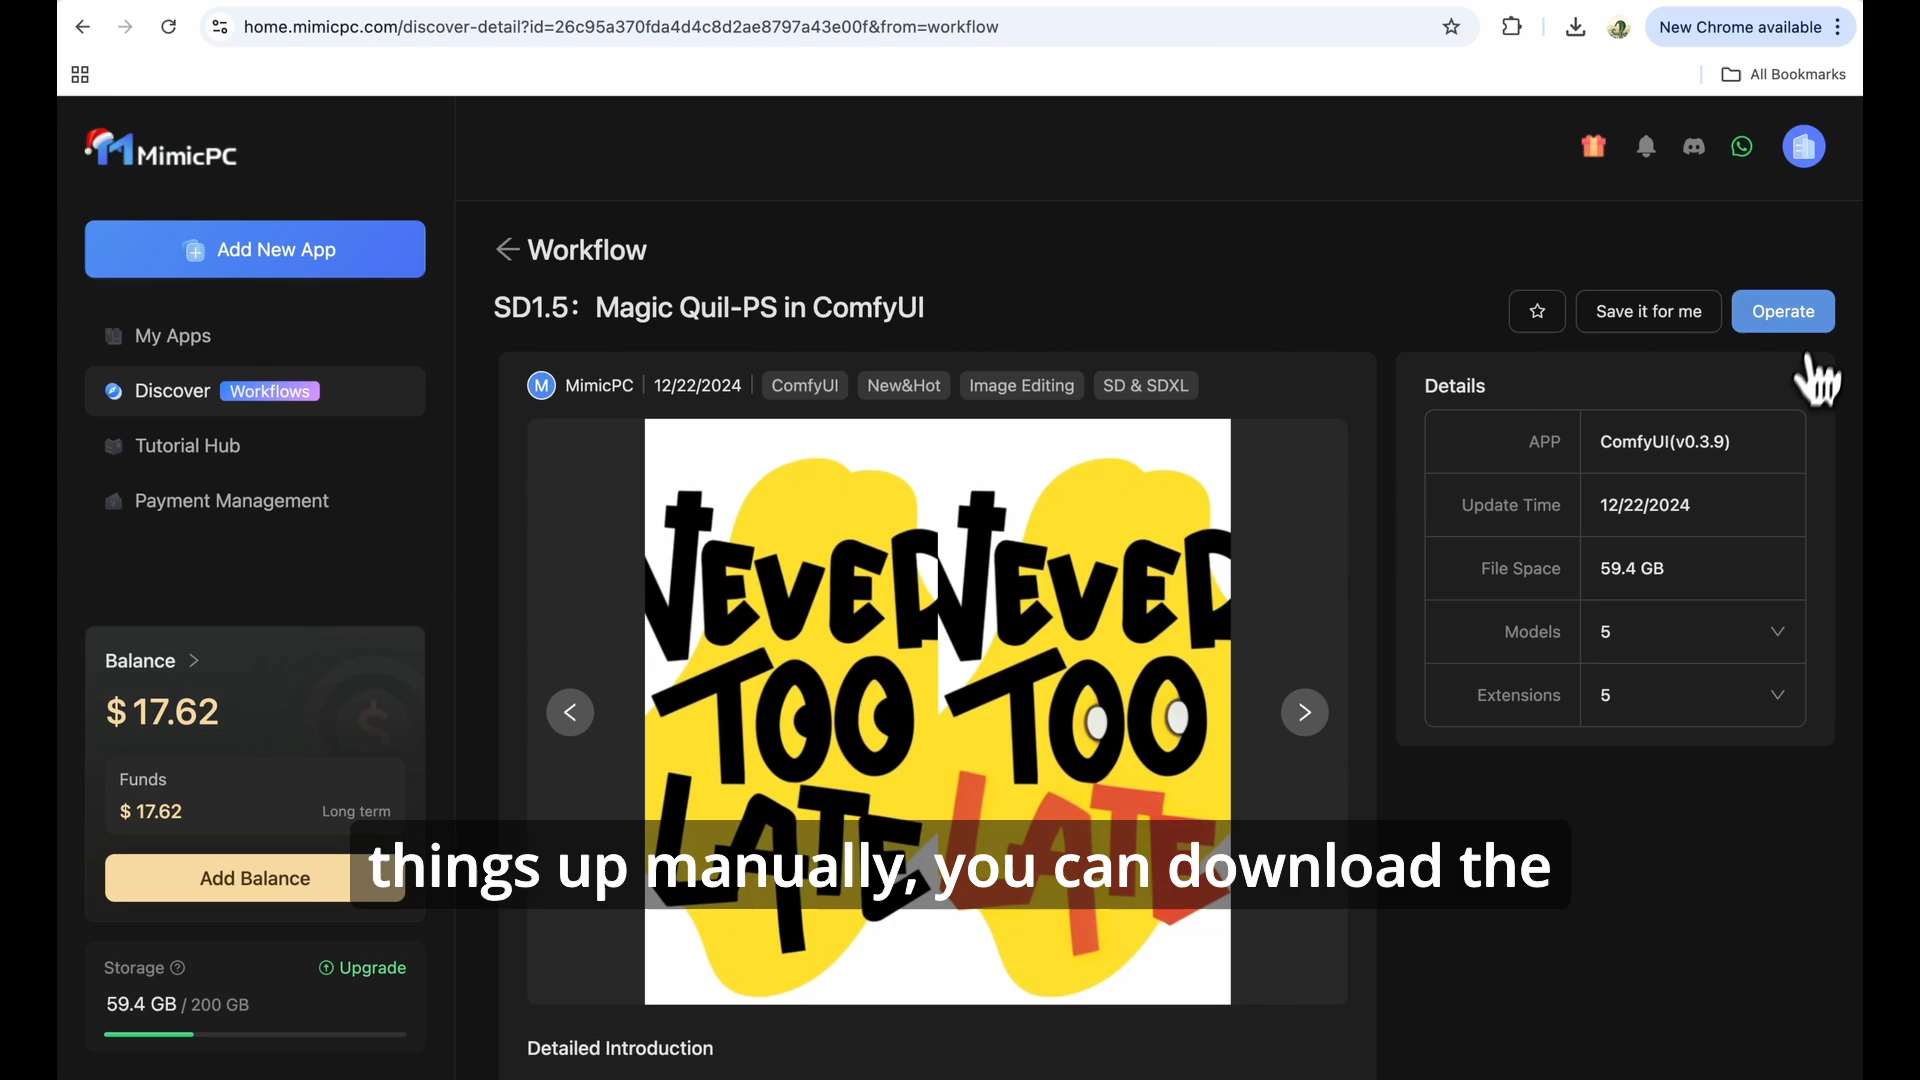 home.mimicpc.com/discover-detail?id=26c95a370fda4d4c8d2ae8797a43e00f&from=workflow
New Chrome available
All Bookmarks
MimicPC
Add New App
My Apps
Discover Workflows
Tutorial Hub
Payment Management
Balance
$ 17.62
Funds
$ 17.62
Long term
Add Balance
Storage
Upgrade
59.4 GB / 200 GB
Workflow
SD1.5: Magic Quil-PS in ComfyUI
Save it for me
Operate
M MimicPC 12/22/2024 ComfyUI New&Hot Image Editing SD & SDXL
NEVER NEVER
TOO TOO
LATE LATE
Details
APP ComfyUI(v0.3.9)
Update Time 12/22/2024
File Space 59.4 GB
Models 5
Extensions 5
things up manually, you can download the
Detailed Introduction